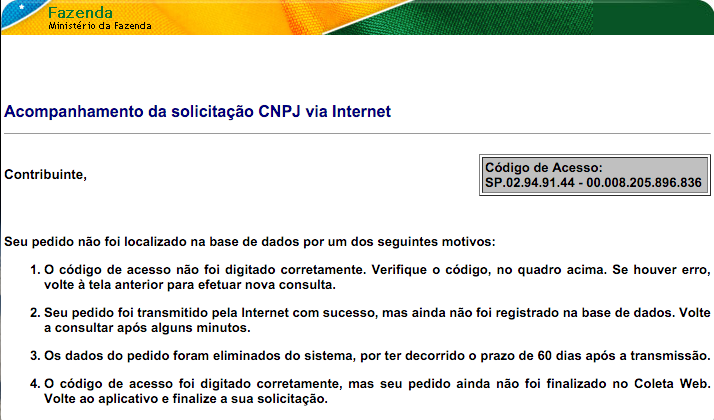 Fazenda
Ministério da Fazenda
Acompanhamento da solicitação CNPJ via Internet
Contribuinte,
Código de Acesso:
SP.02.94.91.44 - 00.008.205.896.836
Seu pedido não foi localizado na base de dados por um dos seguintes motivos:
1. O código de acesso não foi digitado corretamente. Verifique o código, no quadro acima. Se houver erro,
volte à tela anterior para efetuar nova consulta.
2. Seu pedido foi transmitido pela Internet com sucesso, mas ainda não foi registrado na base de dados. Volte
a consultar após alguns minutos.
3. Os dados do pedido foram eliminados do sistema, por ter decorrido o prazo de 60 dias após a transmissão.
4. O código de acesso foi digitado corretamente, mas seu pedido ainda não foi finalizado no Coleta Web.
Volte ao aplicativo e finalize a sua solicitação.